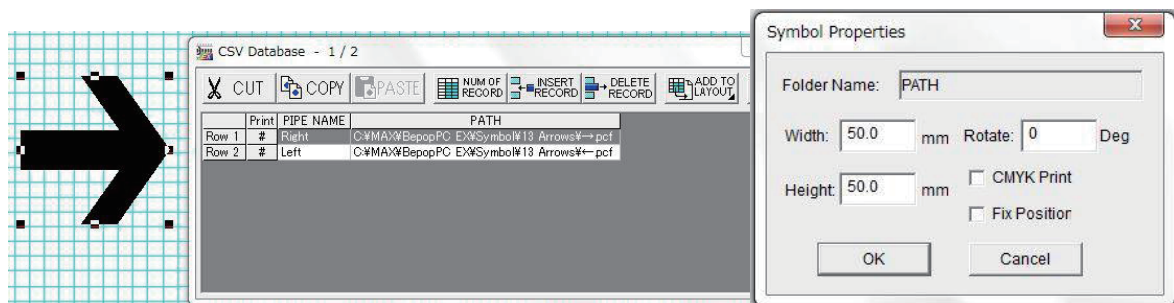 CSV Database - 1 / 2
CUT COPY PASTE NUM OF RECORD INSERT RECORD DELETE RECORD ADD TO LAYOUT
Print PIPE NAME PATH
Row 1 # Right C:¥MAX¥BepopPC EX¥Symbol¥13 Arrows¥→.pcf
Row 2 # Left C:¥MAX¥BepopPC EX¥Symbol¥13 Arrows¥←.pcf
Symbol Properties
Folder Name: PATH
Width: 50.0 mm Rotate: 0 Deg
Height: 50.0 mm CMYK Print
Fix Position
OK Cancel